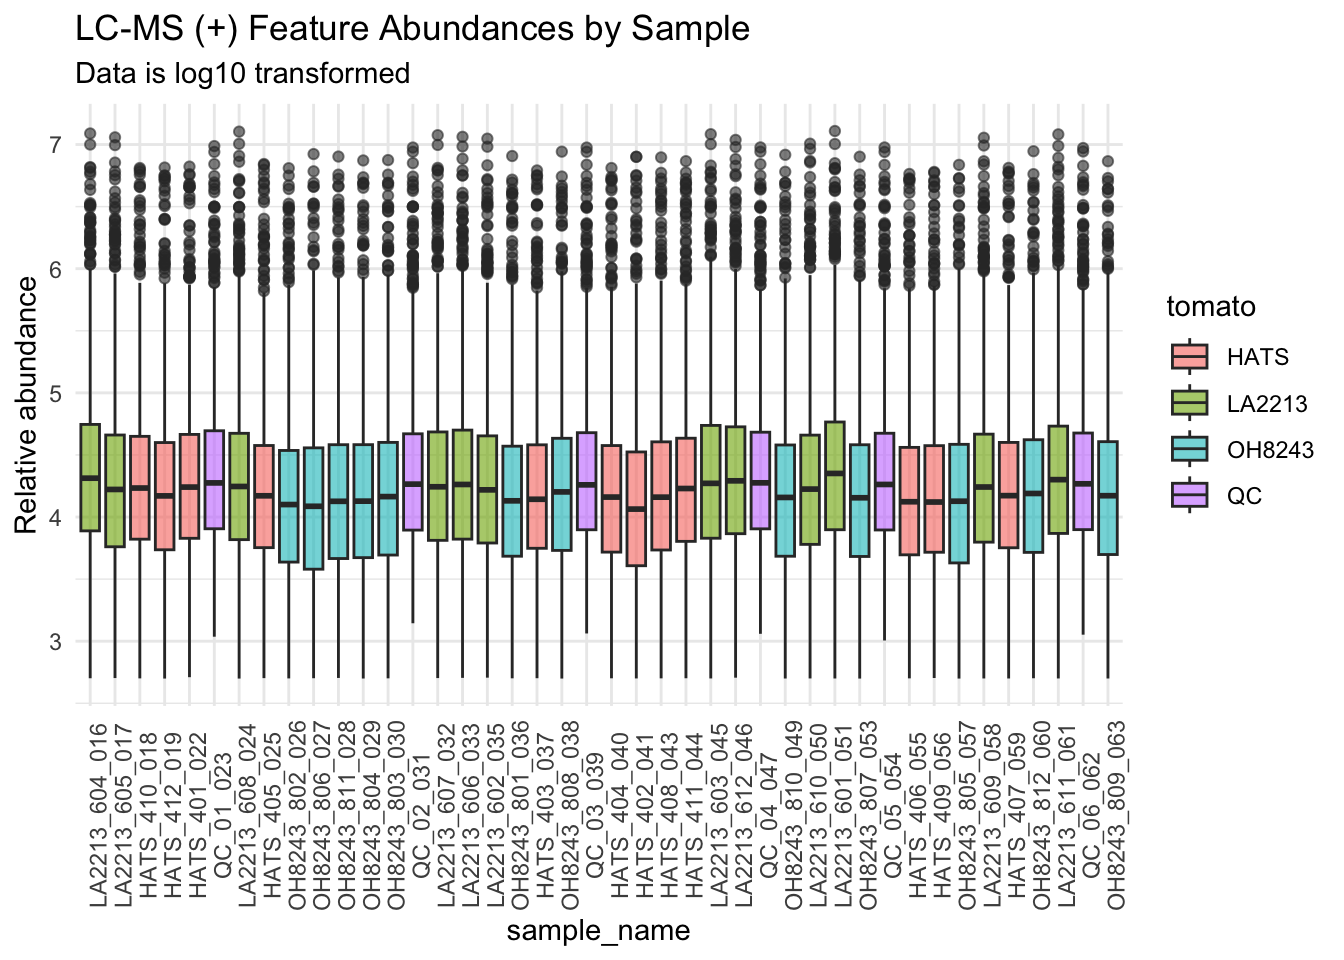 LC-MS (+) Feature Abundances by Sample
Data is log10 transformed
7
6
5
4
3
Relative abundance
LA2213_604_016
LA2213_605_017
HATS_410_018
HATS_412_019
HATS_401_022
QC_01_023
LA2213_608_024
HATS_405_025
OH8243_802_026
OH8243_806_027
OH8243_811_028
OH8243_804_029
OH8243_803_030
QC_02_031
LA2213_607_032
LA2213_606_033
LA2213_602_035
OH8243_801_036
HATS_403_037
OH8243_808_038
QC_03_039
HATS_404_040
HATS_402_041
HATS_408_043
HATS_411_044
LA2213_603_045
LA2213_612_046
QC_04_047
OH8243_810_049
LA2213_610_050
LA2213_601_051
OH8243_807_053
QC_05_054
HATS_406_055
HATS_409_056
OH8243_805_057
LA2213_609_058
HATS_407_059
OH8243_812_060
LA2213_611_061
QC_06_062
OH8243_809_063
sample_name
tomato
HATS
LA2213
OH8243
QC